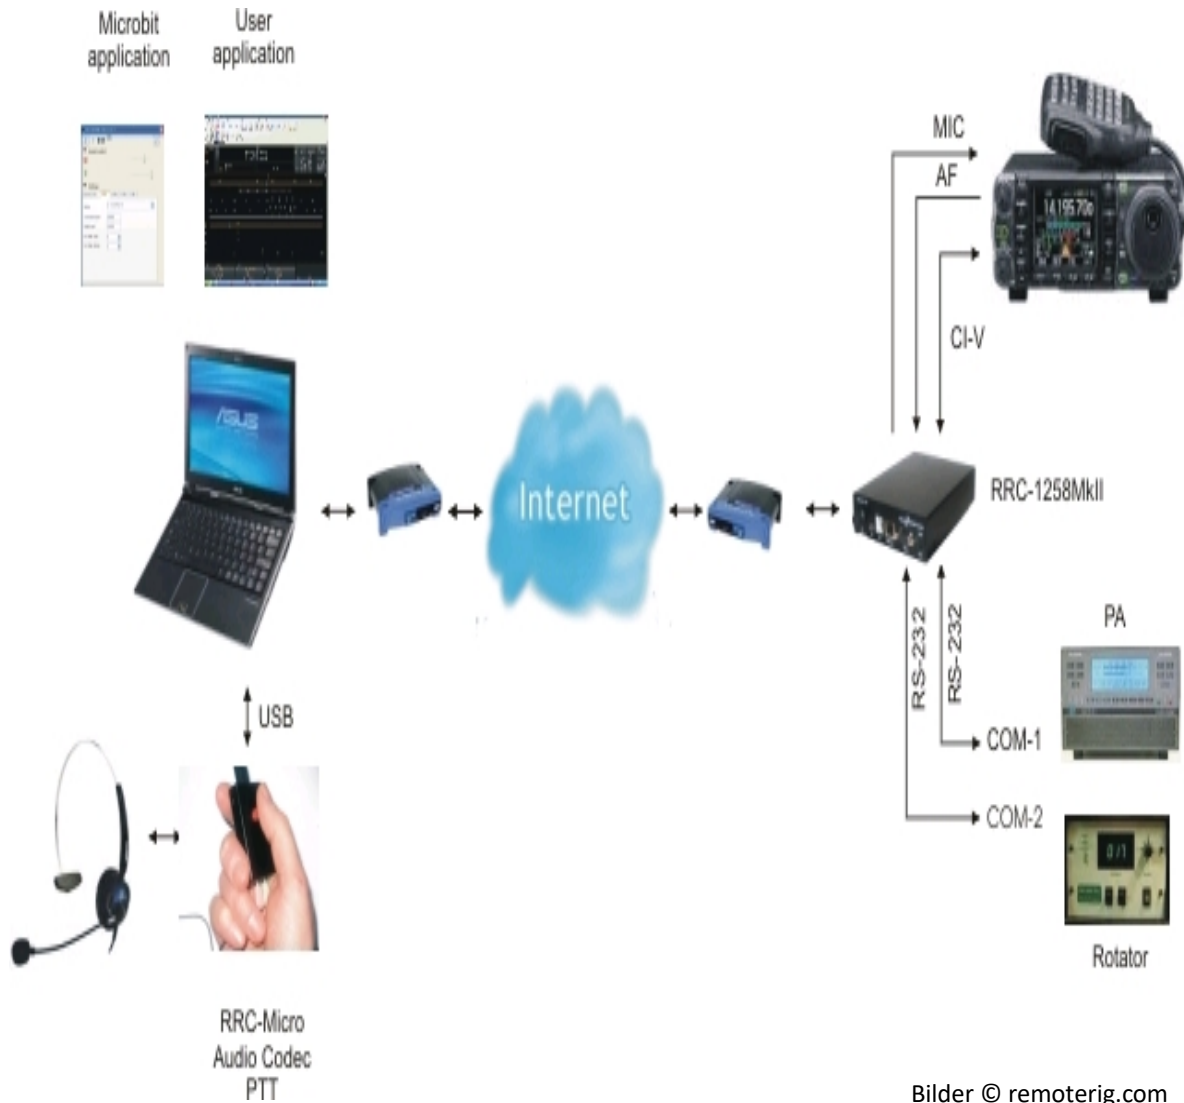 Microbit
application
User
application
MIC
AF
14.195.70
CI-V
ASUS
Internet
RRC-1258MkII
RS-232
RS-232
PA
USB
COM-1
COM-2
Rotator
RRC-Micro
Audio Codec
PTT
Bilder © remoterig.com